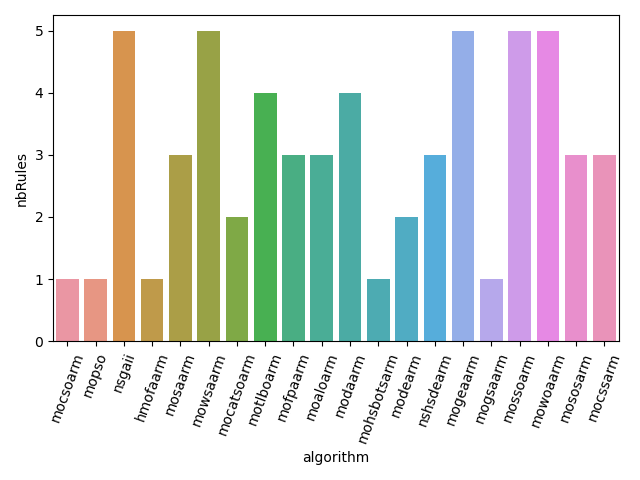 nbRules
5
4
3
2
1
0
mocsoarm
mopso
nsgaii
hmofaarm
mosaarm
mowsaarm
mocatsoarm
motlboarm
mofpaarm
moaloarm
modaarm
mohsbotsarm
modearm
nshsdearm
mogeaarm
mogsaarm
mossoarm
mowoaarm
mososarm
mocssarm
algorithm